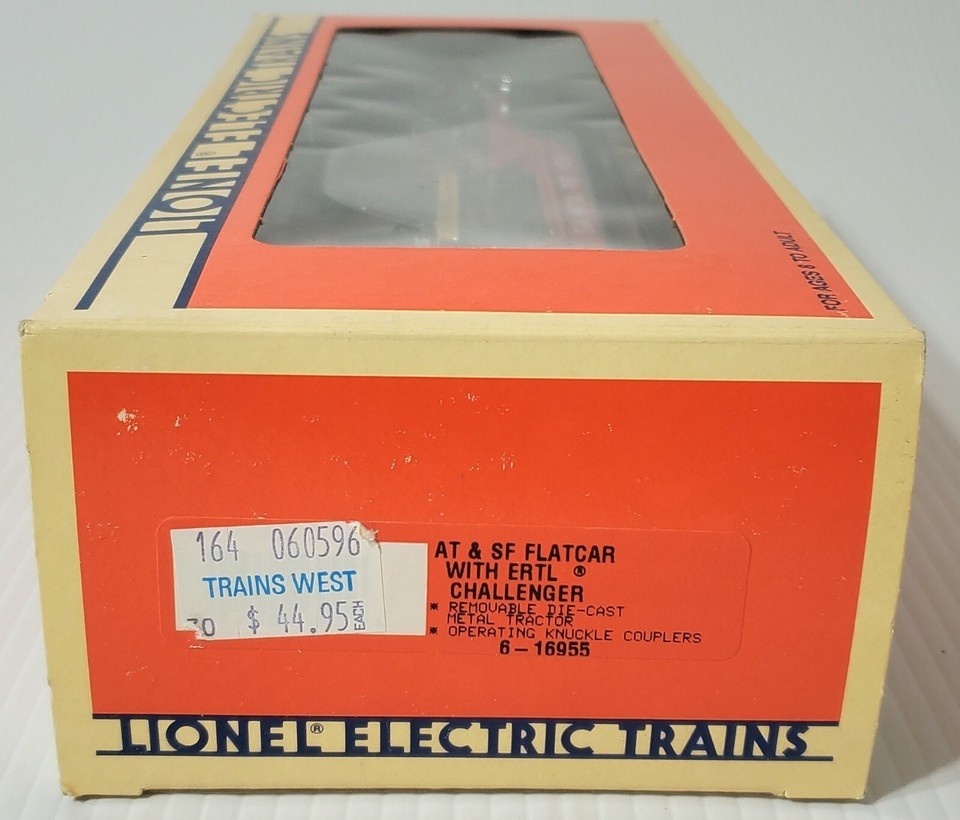 LIONEL ELECTRIC TRAINS
FOR AGES 8 TO ADULT
164 060596
TRAINS WEST
$ 44.95 EACH
AT & SF FLATCAR
WITH ERTL ®
CHALLENGER
* REMOVABLE DIE-CAST
METAL TRACTOR
* OPERATING KNUCKLE COUPLERS
6-16955
LIONEL® ELECTRIC TRAINS